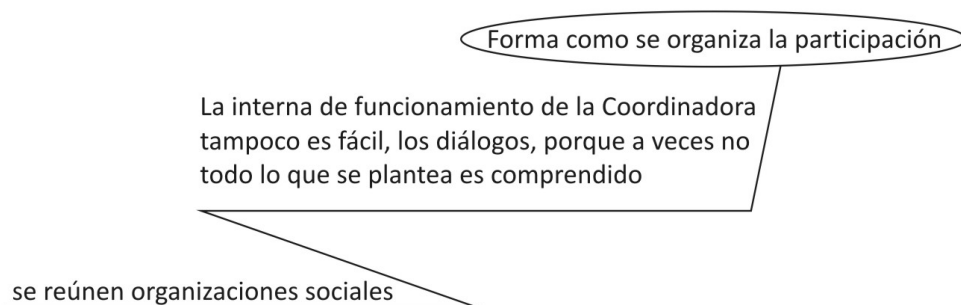 Forma como se organiza la participación
La interna de funcionamiento de la Coordinadora
tampoco es fácil, los diálogos, porque a veces no
todo lo que se plantea es comprendido
se reúnen organizaciones sociales